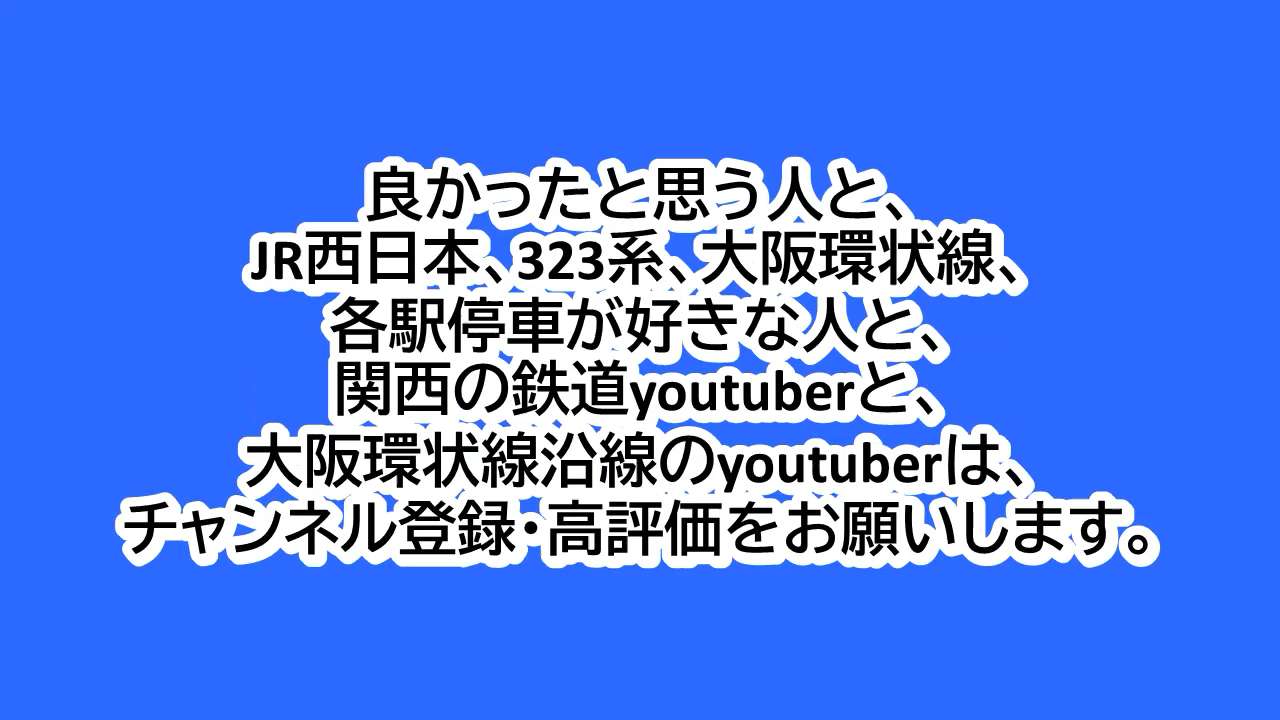 良かったと思う人と、
JR西日本、323系、大阪環状線、
各駅停車が好きな人と、
関西の鉄道youtuberと、
大阪環状線沿線のyoutuberは、
チャンネル登録・高評価をお願いします。